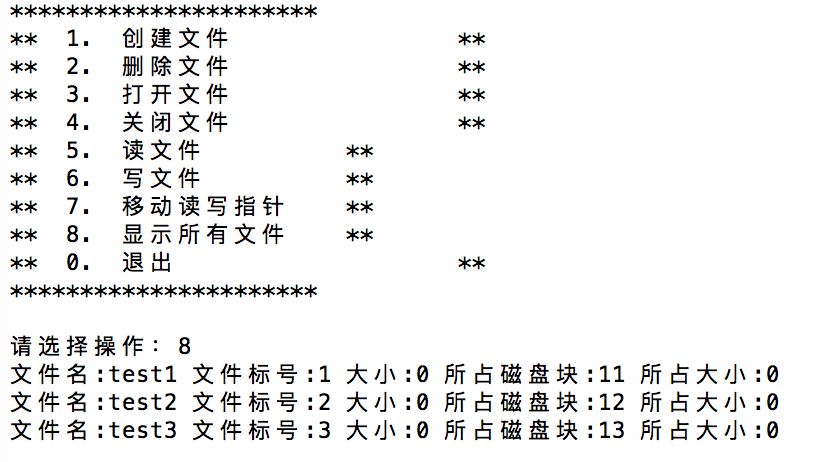 **********************
** 1. 创建文件 **
** 2. 删除文件 **
** 3. 打开文件 **
** 4. 关闭文件 **
** 5. 读文件 **
** 6. 写文件 **
** 7. 移动读写指针 **
** 8. 显示所有文件 **
** 0. 退出 **
**********************
请选择操作: 8
文件名:test1 文件标号:1 大小:0 所占磁盘块:11 所占大小:0
文件名:test2 文件标号:2 大小:0 所占磁盘块:12 所占大小:0
文件名:test3 文件标号:3 大小:0 所占磁盘块:13 所占大小:0